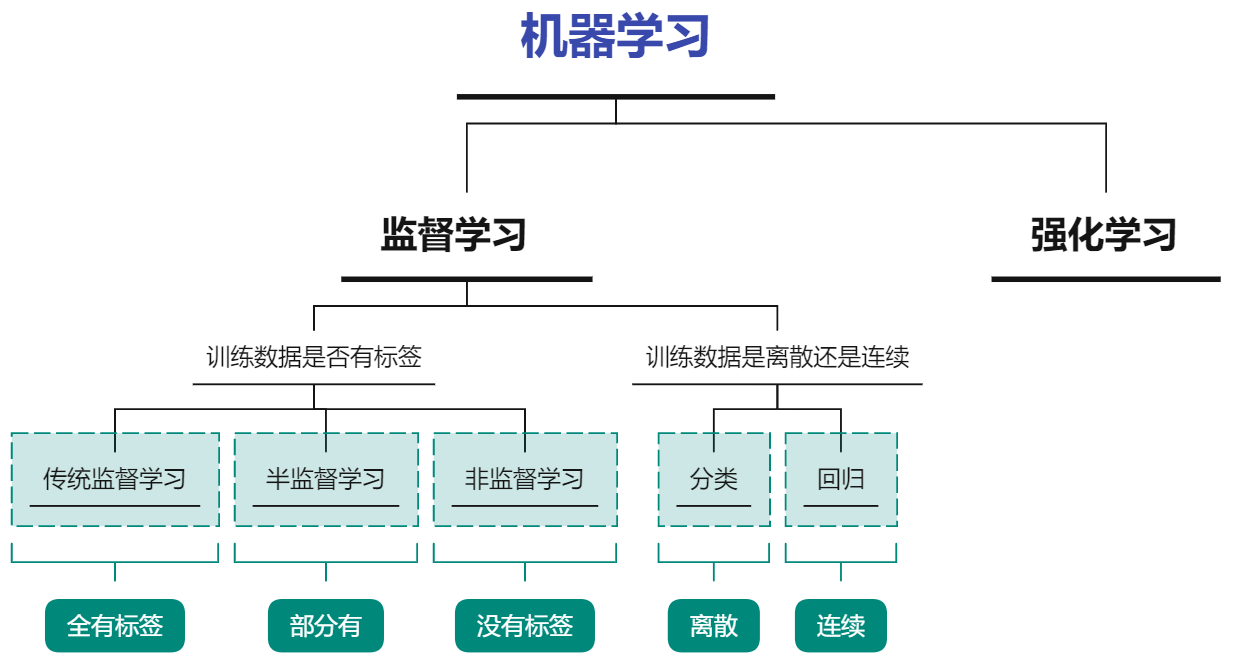 机器学习
监督学习
强化学习
训练数据是否有标签
训练数据是离散还是连续
传统监督学习
半监督学习
非监督学习
分类
回归
全有标签
部分有
没有标签
离散
连续